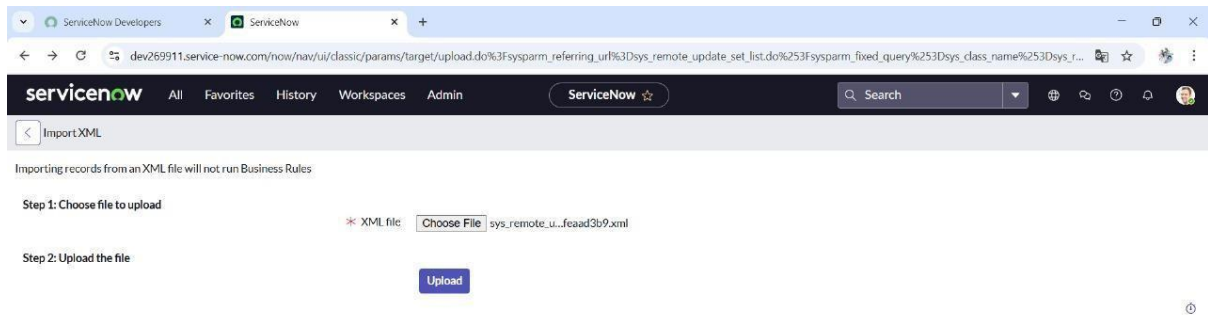 ServiceNow Developers
ServiceNow
dev269911.service-now.com/now/nav/ui/classic/params/target/upload.do%3Fsysparm_referring_url%3Dsys_remote_update_set_list.do%253Fsysparm_fixed_query%253Dsys_class_name%253Dsys_r...
servicenow All Favorites History Workspaces Admin ServiceNow Search
Import XML
Importing records from an XML file will not run Business Rules
Step 1: Choose file to upload
XML file Choose File sys_remote_u...feaad3b9.xml
Step 2: Upload the file
Upload